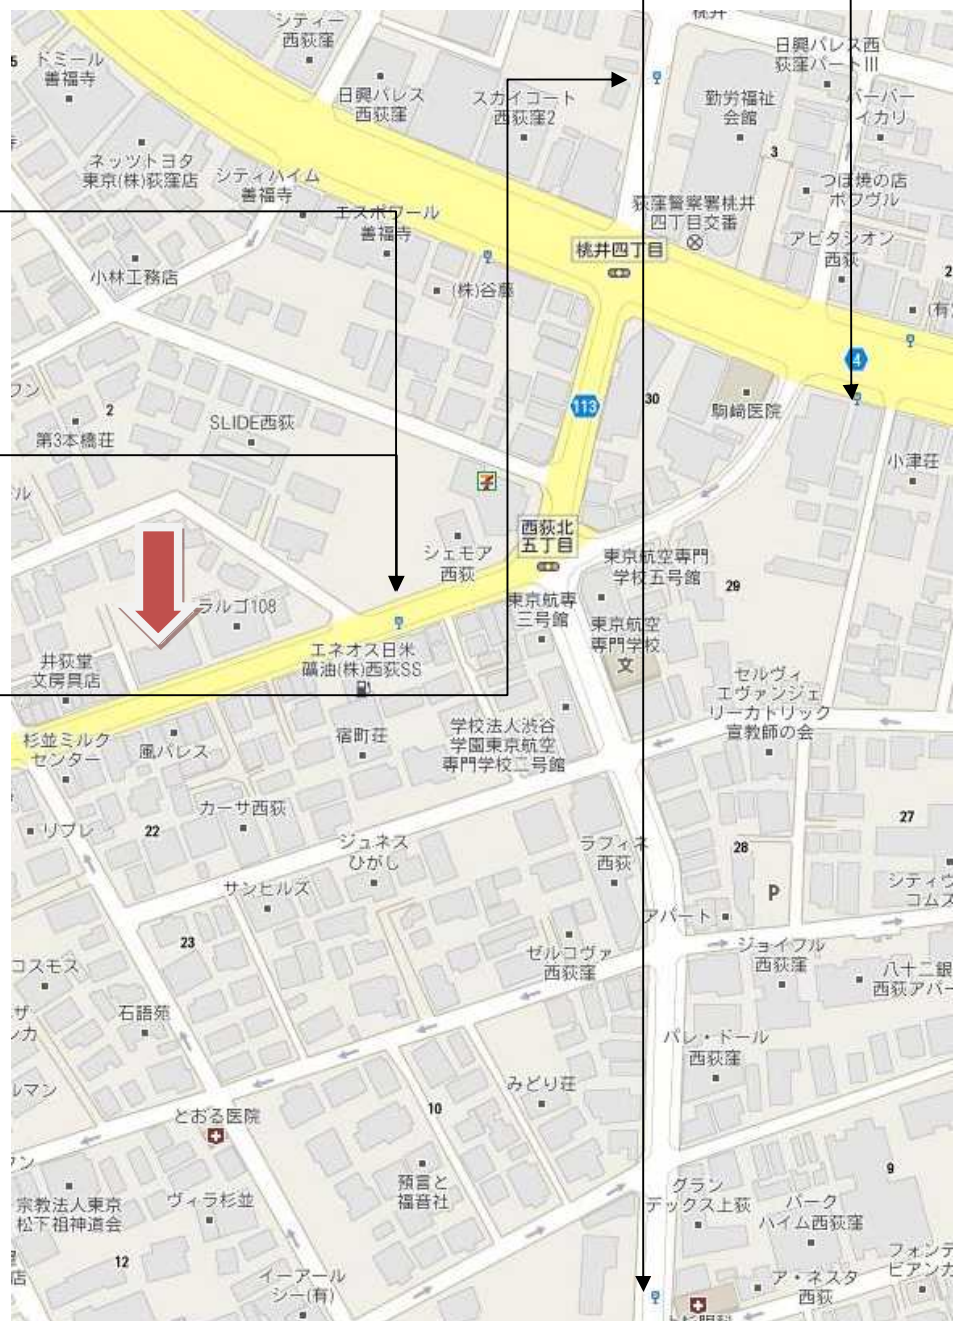 シティー
西荻窪
桃井
ドミール
善福寺
日興パレス
西荻窪
スカイコート
西荻窪2
日興パレス西
荻窪パートIII
勤労福祉
会館
バーバー
イカリ
3
ネッツトヨタ
東京(株)荻窪店
シティハイム
善福寺
エスポワール
善福寺
つぼ焼の店
ポヴヴル
荻窪警察署桃井
四丁目交番
桃井四丁目
アビタシオン
西荻
2
小林工務店
(株)谷藤
(有)
4
2
第3本橋荘
SLIDE西荻
113
30
駒崎医院
小津荘
西荻北
五丁目
シェモア
西荻
東京航空専門
学校五号館
29
ラルゴ108
東京航専
三号館
東京航空
専門学校
文
井荻堂
文房具店
エネオス日米
礦油(株)西荻SS
セルヴィ
エヴァンジェ
リーカトリック
宣教師の会
杉並ミルク
センター
風パレス
宿町荘
学校法人渋谷
学園東京航空
専門学校二号館
カーサ西荻
リブレ
22
ジュネス
ひがし
ラフィネ
西荻
28
27
サンヒルズ
P
シティヴ
コムズ
アパート
23
ゼルコヴァ
西荻窪
ジョイフル
西荻窪
八十二銀
西荻アパー
コスモス
石語苑
パレ・ドール
西荻窪
ルマン
とおる医院
10
みどり荘
預言と
福音社
9
宗教法人東京
松下祖神道会
ヴィラ杉並
グラン
デックス上荻
パーク
ハイム西荻窪
12
イーアール
シー(有)
ア・ネスタ
西荻
フォンテ
ビアンカ